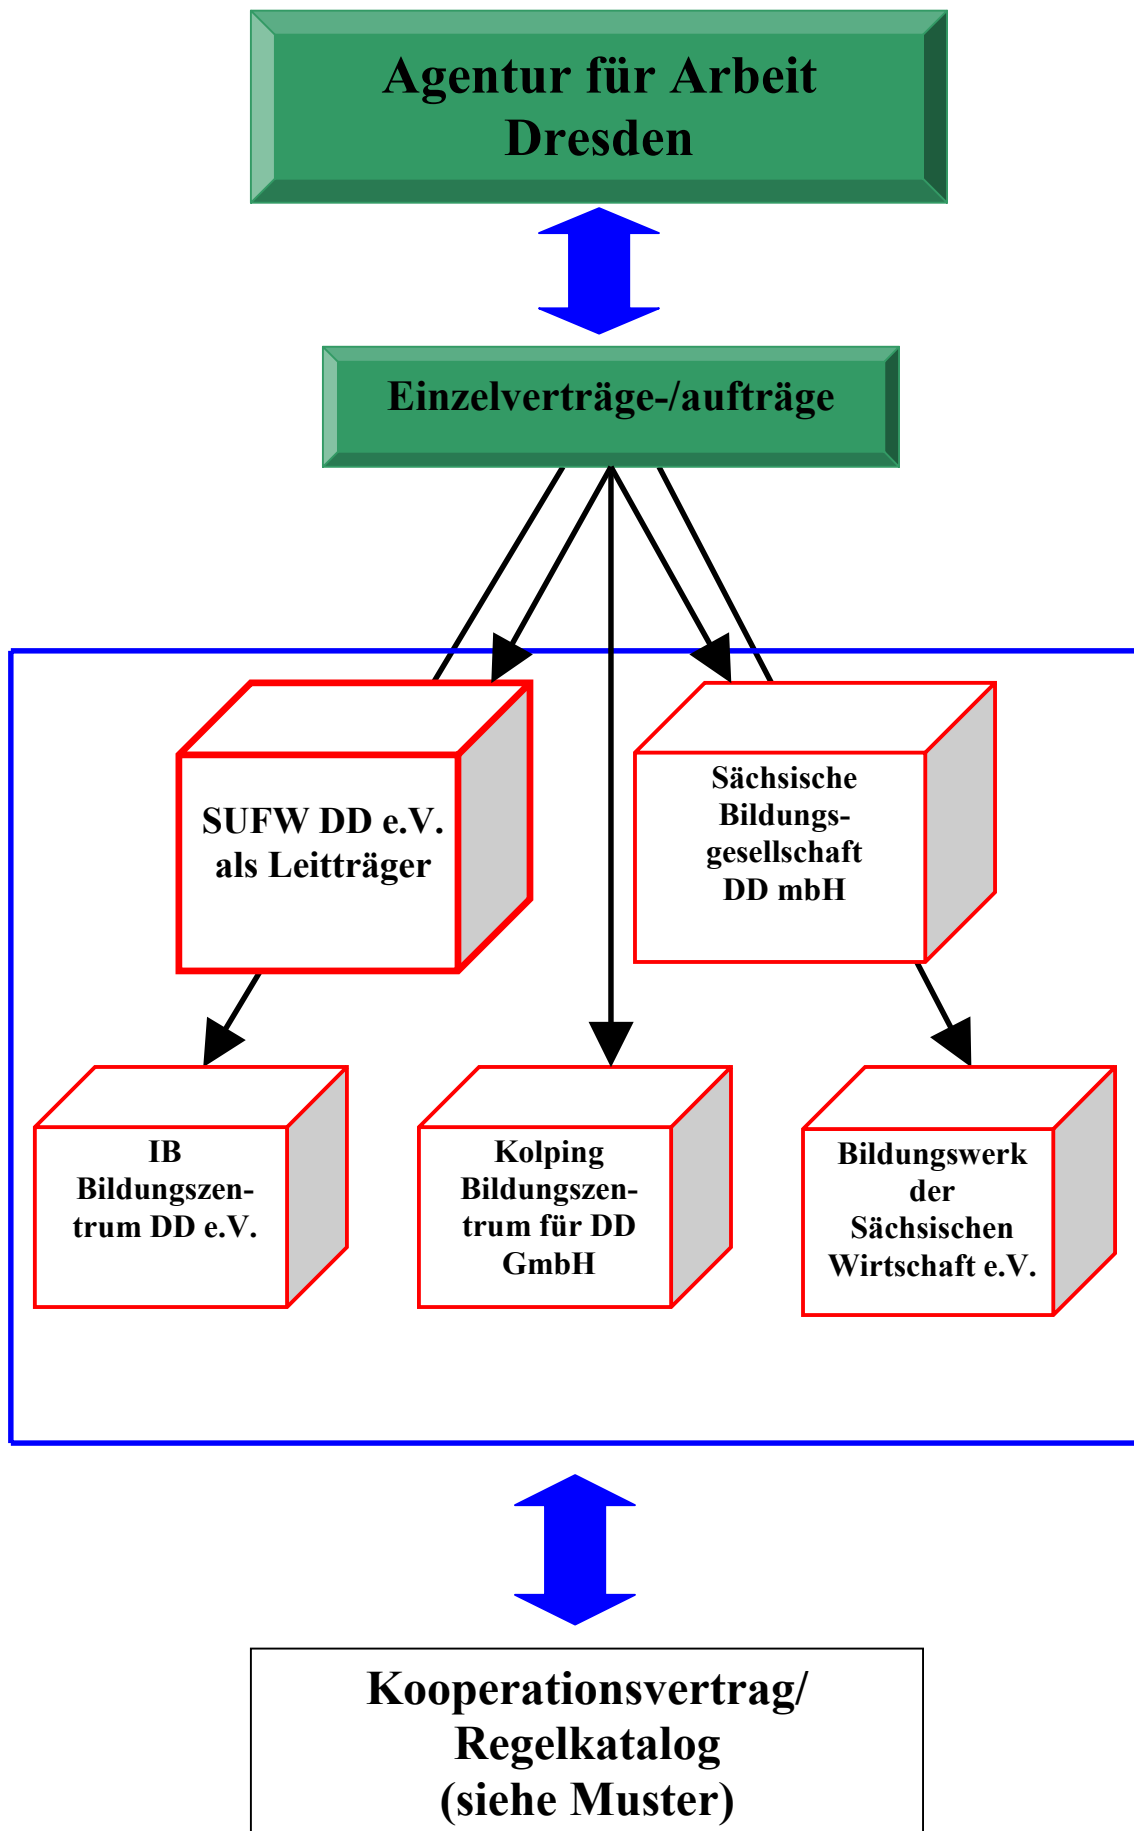 Agentur für Arbeit
Dresden
Einzelverträge-/aufträge
SUFW DD e.V.
als Leitträger
Sächsische
Bildungs-
gesellschaft
DD mbH
IB
Bildungszen-
trum DD e.V.
Kolping
Bildungszen-
trum für DD
GmbH
Bildungswerk
der
Sächsischen
Wirtschaft e.V.
Kooperationsvertrag/
Regelkatalog
(siehe Muster)